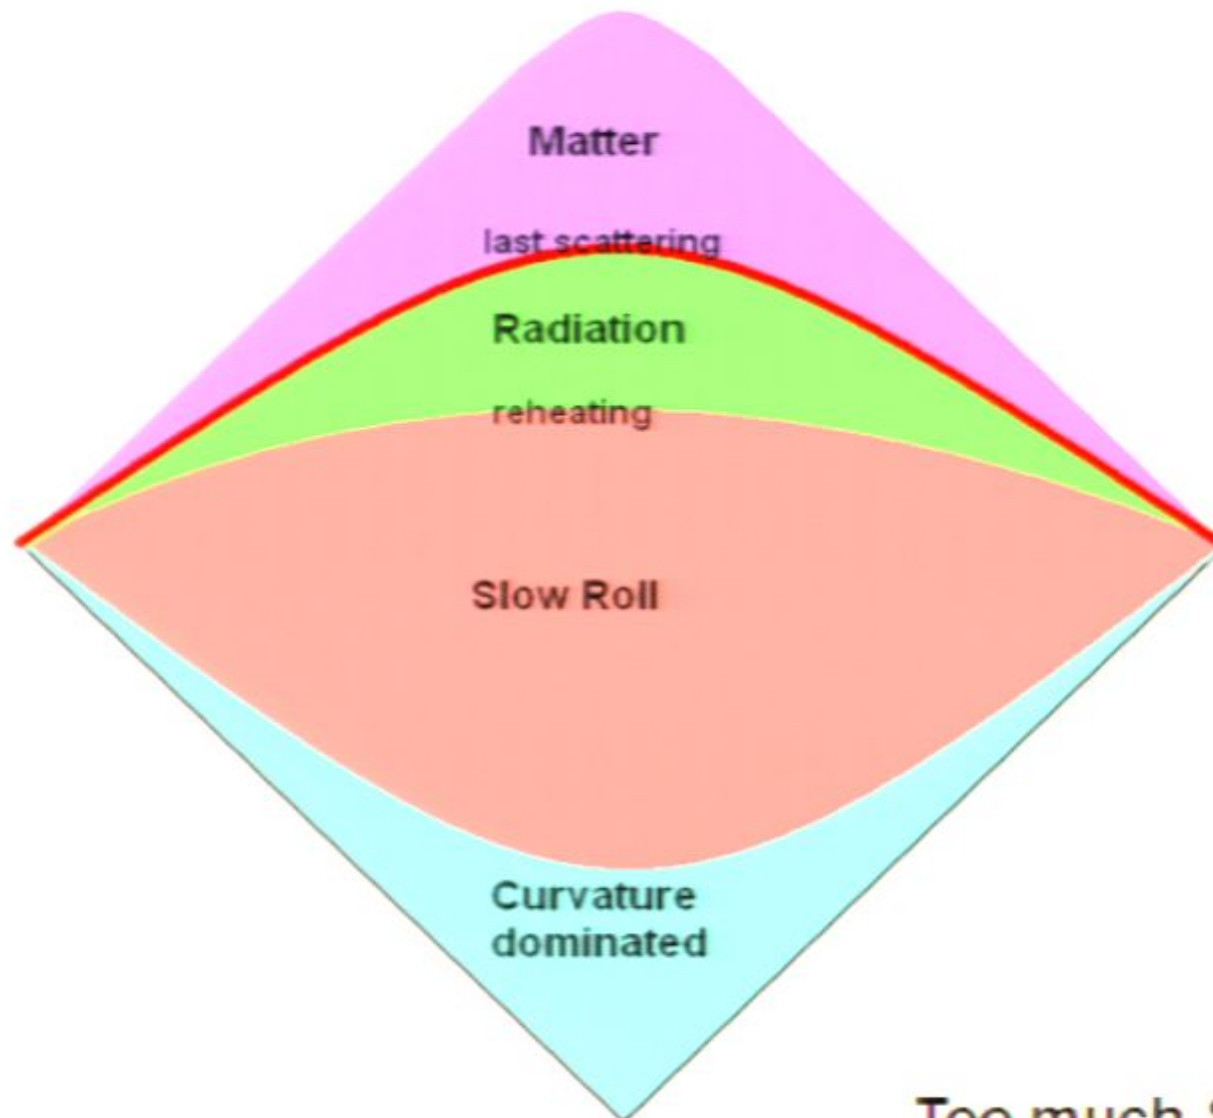 Matter
last scattering
Radiation
reheating
Slow Roll
Curvature
dominated
Too much